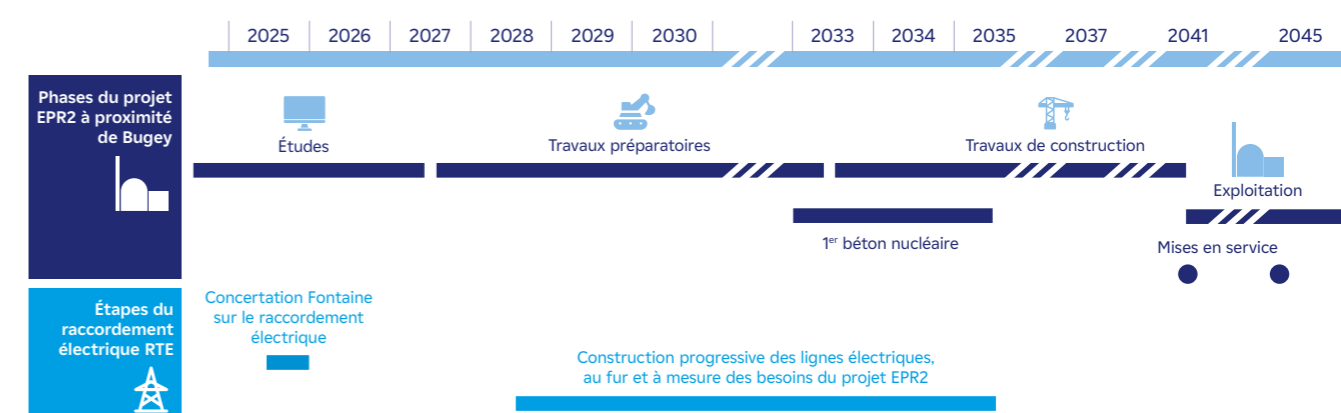 2025 2026 2027 2028 2029 2030 2033 2034 2035 2037 2041 2045
Phases du projet
EPR2 à proximité
de Bugey
Études
Travaux préparatoires
Travaux de construction
Exploitation
1er béton nucléaire
Mises en service
Étapes du
raccordement
électrique RTE
Concertation Fontaine
sur le raccordement
électrique
Construction progressive des lignes électriques,
au fur et à mesure des besoins du projet EPR2